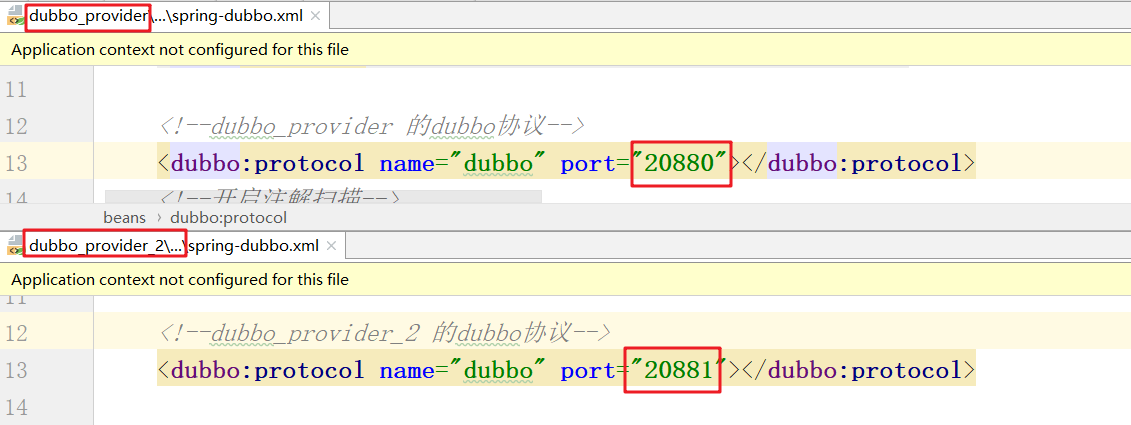 dubbo_provider\...\spring-dubbo.xml ×
Application context not configured for this file
11
12 <!--dubbo_provider 的dubbo协议-->
13 <dubbo:protocol name="dubbo" port="20880"></dubbo:protocol>
14 <!--开启注解扫描-->
beans › dubbo:protocol
dubbo_provider_2\...\spring-dubbo.xml ×
Application context not configured for this file
11
12 <!--dubbo_provider_2 的dubbo协议-->
13 <dubbo:protocol name="dubbo" port="20881"></dubbo:protocol>
14